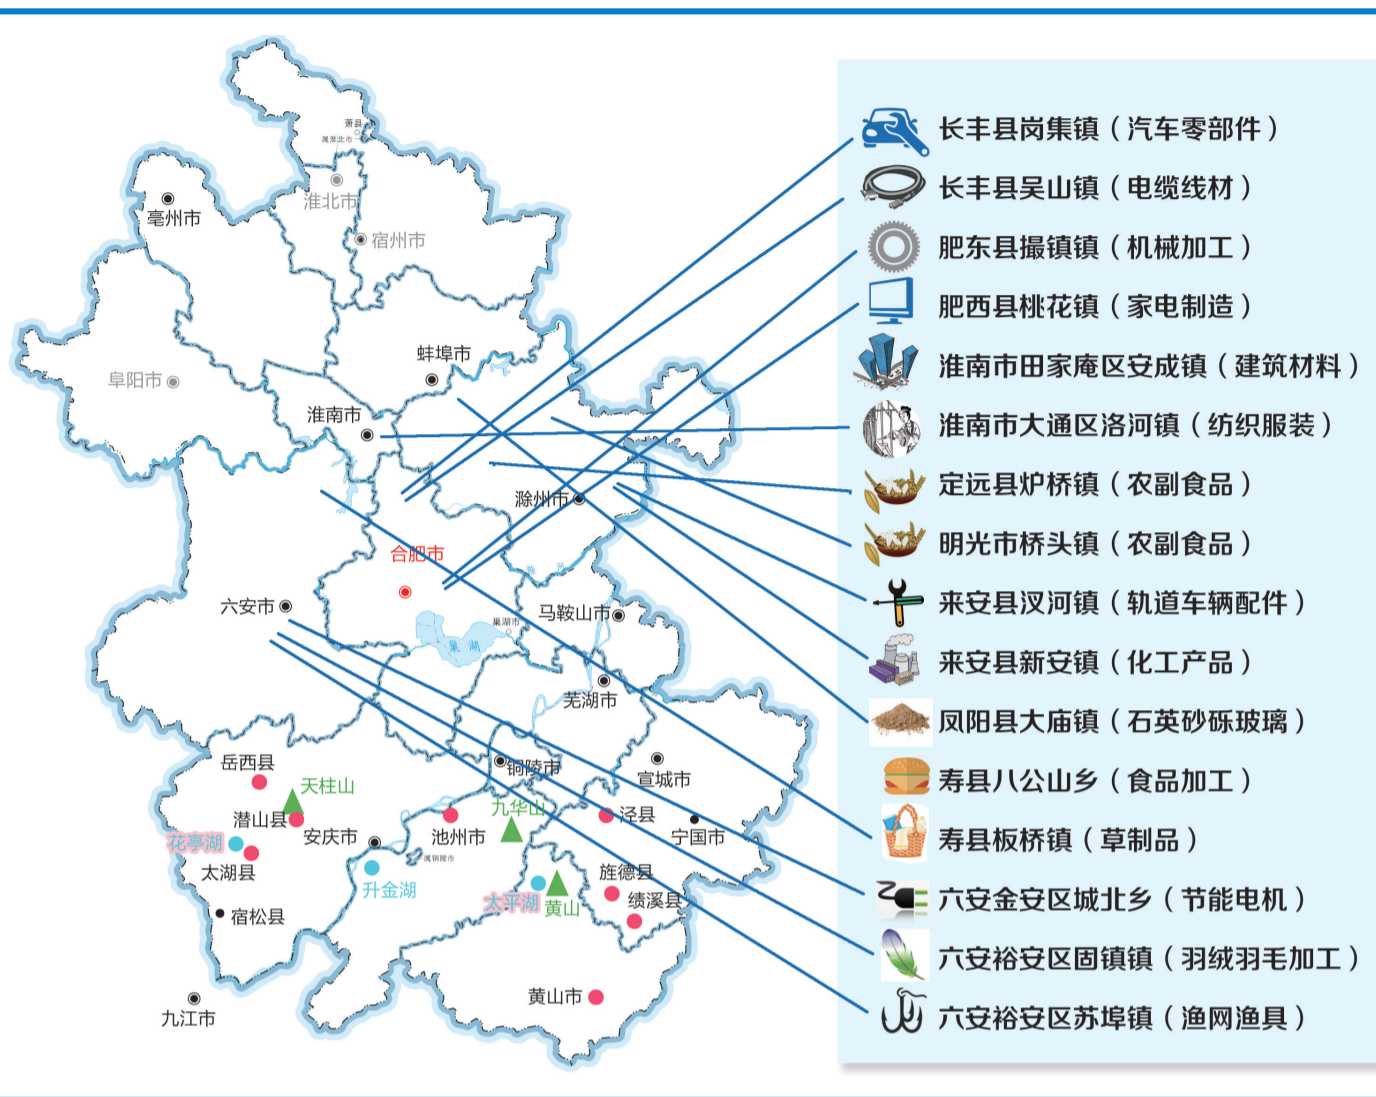 萧县
属淮北市
淮北市
亳州市
宿州市
蚌埠市
阜阳市
淮南市
滁州市
合肥市
六安市
马鞍山市
巢湖市
巢 湖
芜湖市
铜陵市
宣城市
岳西县
天柱山
潜山县
九华山
泾县
安庆市
池州市
宁国市
花亭湖
太湖县
属铜陵市
升金湖
旌德县
太平湖
黄山
绩溪县
宿松县
黄山市
九江市
长丰县岗集镇（汽车零部件）
长丰县吴山镇（电缆线材）
肥东县撮镇镇（机械加工）
肥西县桃花镇（家电制造）
淮南市田家庵区安成镇（建筑材料）
淮南市大通区洛河镇（纺织服装）
定远县炉桥镇（农副食品）
明光市桥头镇（农副食品）
来安县汊河镇（轨道车辆配件）
来安县新安镇（化工产品）
凤阳县大庙镇（石英砂砾玻璃）
寿县八公山乡（食品加工）
寿县板桥镇（草制品）
六安金安区城北乡（节能电机）
六安裕安区固镇镇（羽绒羽毛加工）
六安裕安区苏埠镇（渔网渔具）